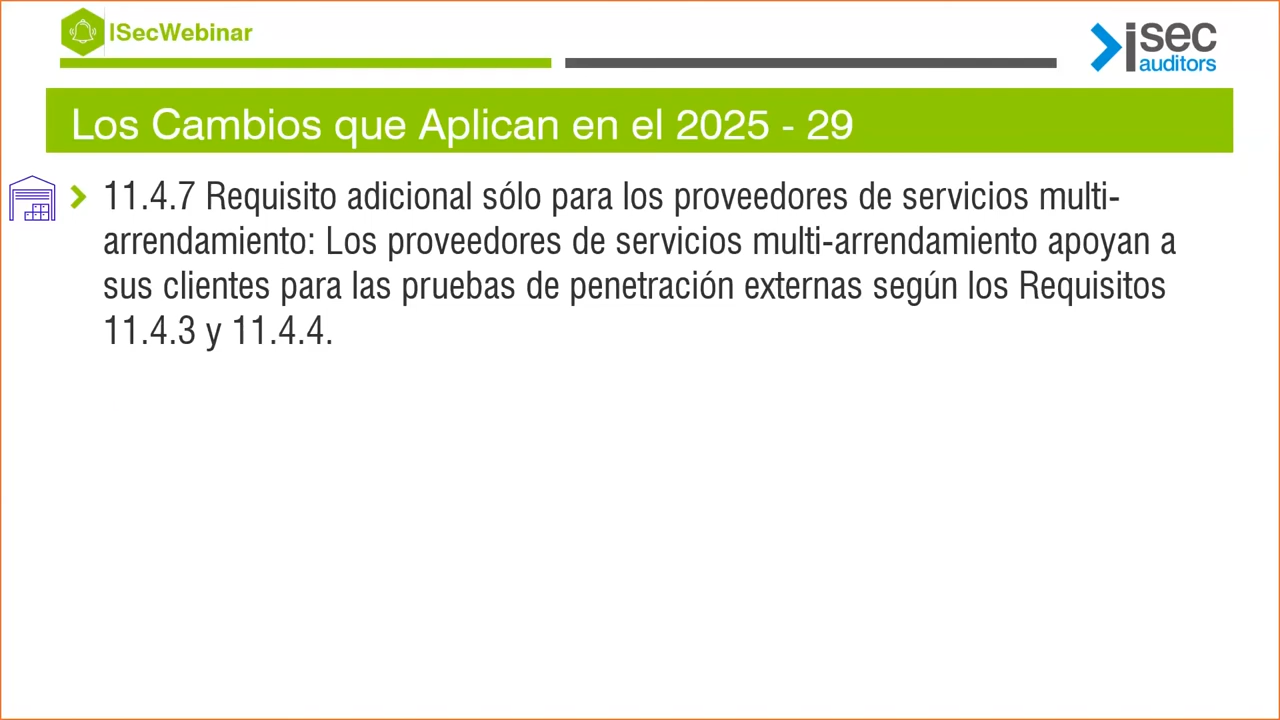 ISecWebinar
isec
auditors
Los Cambios que Aplican en el 2025 - 29
11.4.7 Requisito adicional sólo para los proveedores de servicios multi-
arrendamiento: Los proveedores de servicios multi-arrendamiento apoyan a
sus clientes para las pruebas de penetración externas según los Requisitos
11.4.3 y 11.4.4.